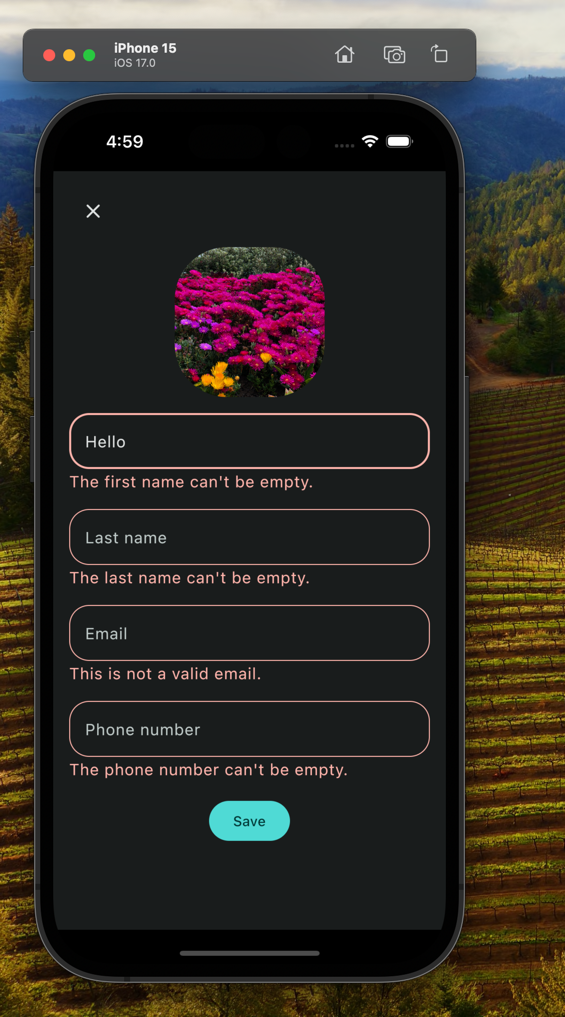 iPhone 15
iOS 17.0
4:59
Hello
The first name can't be empty.
Last name
The last name can't be empty.
Email
This is not a valid email.
Phone number
The phone number can't be empty.
Save